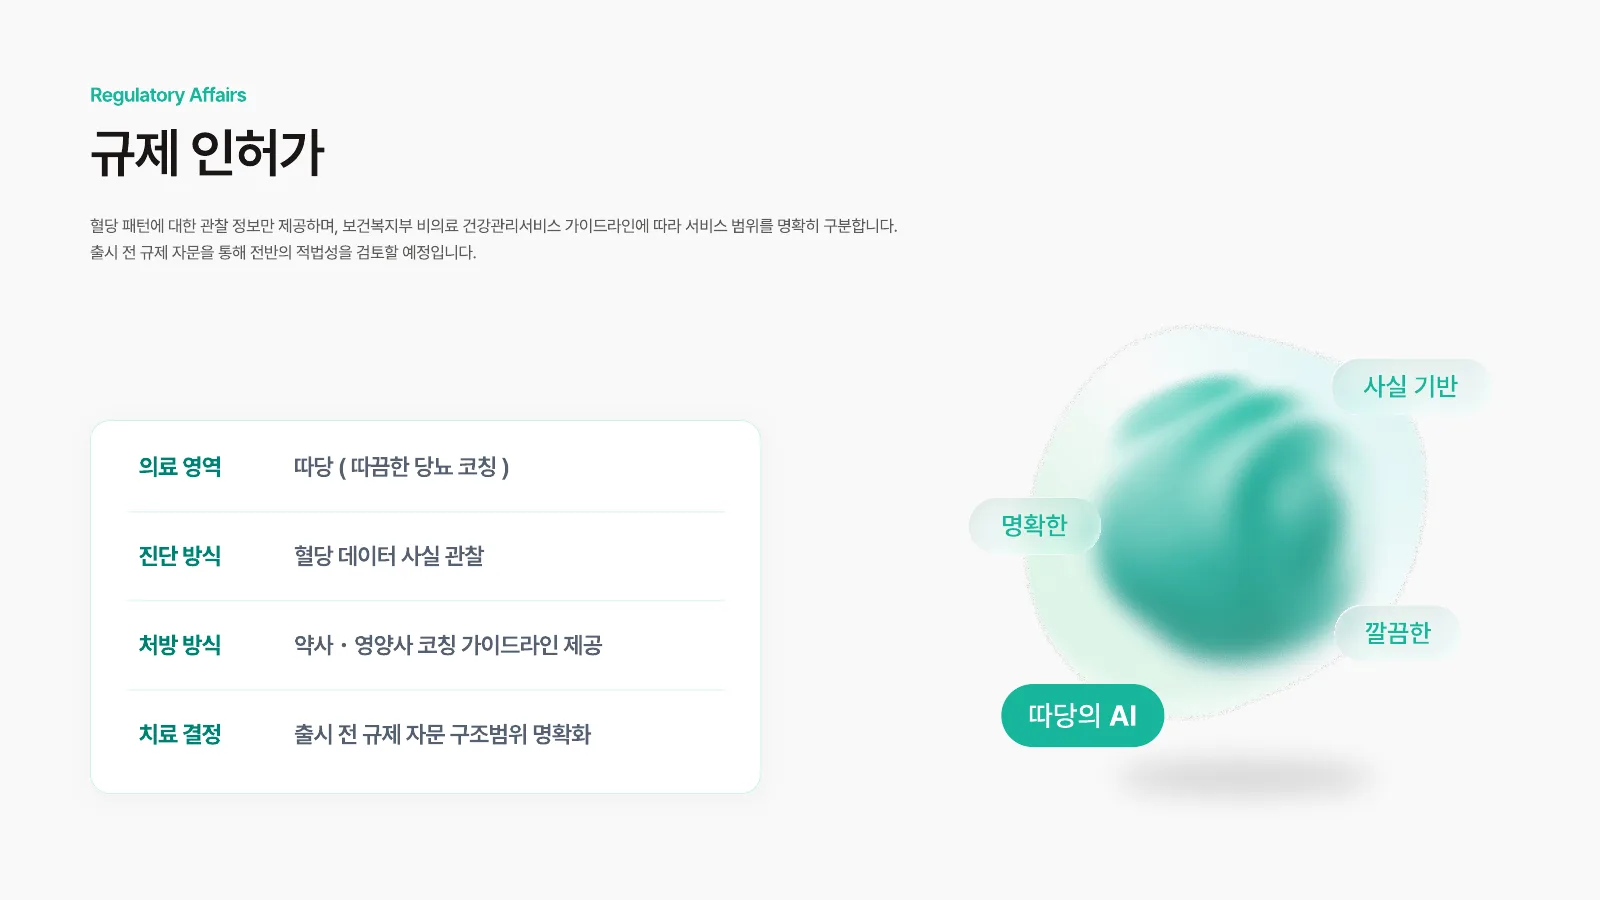 Regulatory Affairs
규제 인허가
혈당 패턴에 대한 관찰 정보만 제공하며, 보건복지부 비의료 건강관리서비스 가이드라인에 따라 서비스 범위를 명확히 구분합니다.
출시 전 규제 자문을 통해 전반의 적법성을 검토할 예정입니다.
의료 영역 따당 ( 따끔한 당뇨 코칭 )
진단 방식 혈당 데이터 사실 관찰
처방 방식 약사 · 영양사 코칭 가이드라인 제공
치료 결정 출시 전 규제 자문 구조범위 명확화
사실 기반
명확한
깔끔한
따당의 AI